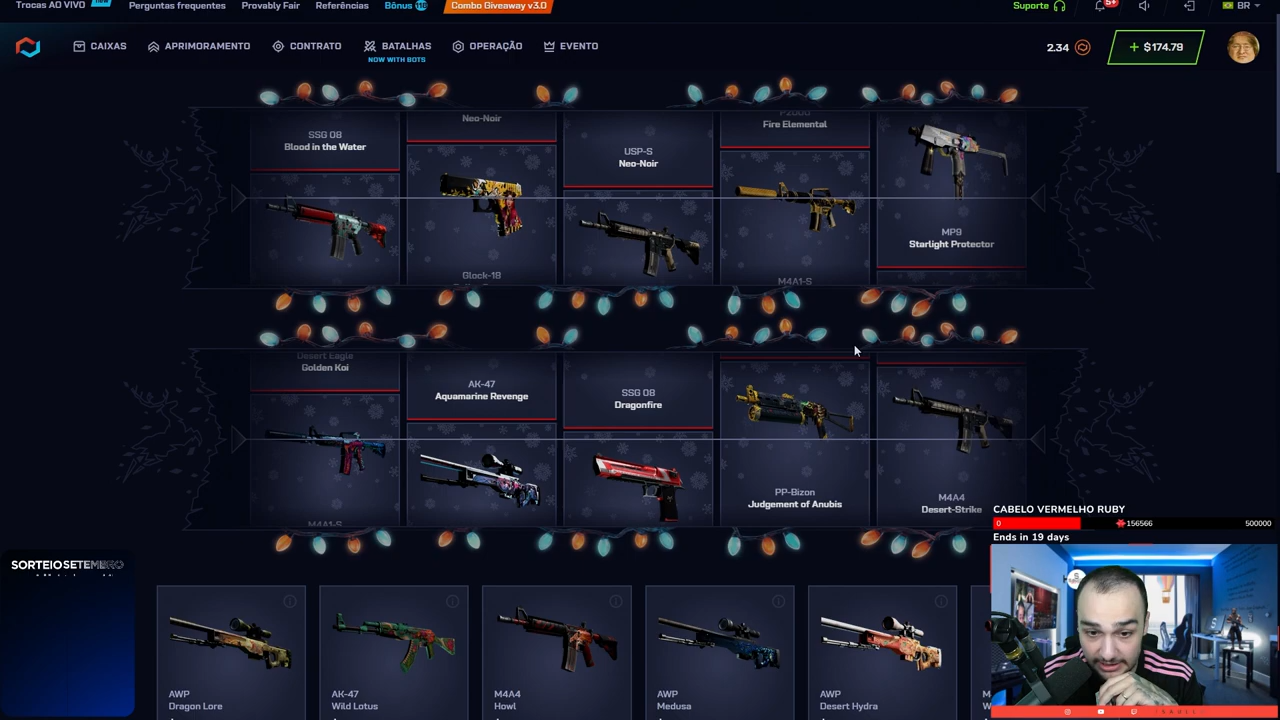 Trocas AO VIVO
Perguntas frequentes
Provably Fair
Referências
Bônus
Combo Giveaway v3.0
Suporte
5+
BR
CAIXAS
APRIMORAMENTO
CONTRATO
BATALHAS
NOW WITH BOTS
OPERAÇÃO
EVENTO
2.34
+ $174.79
SSG 08
Blood in the Water
Neo-Noir
USP-S
Neo-Noir
P2000
Fire Elemental
MP9
Starlight Protector
Glock-18
M4A1-S
Desert Eagle
Golden Koi
AK-47
Aquamarine Revenge
SSG 08
Dragonfire
PP-Bizon
Judgement of Anubis
M4A4
Desert-Strike
M4A1-S
CABELO VERMELHO RUBY
0
156566
500000
Ends in 19 days
SORTEIO SETEMBRO
AWP
Dragon Lore
AK-47
Wild Lotus
M4A4
Howl
AWP
Medusa
AWP
Desert Hydra